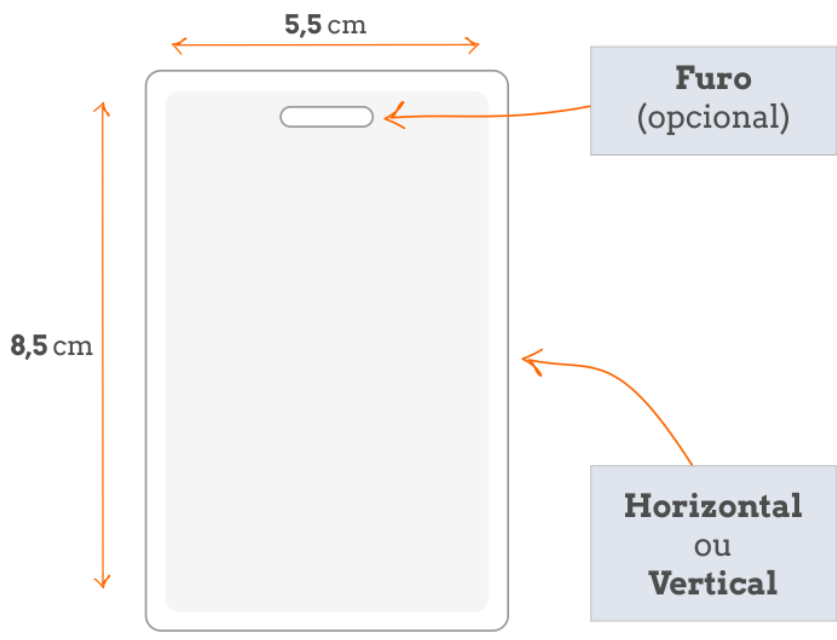 5,5 cm
Furo
(opcional)
8,5 cm
Horizontal
ou
Vertical